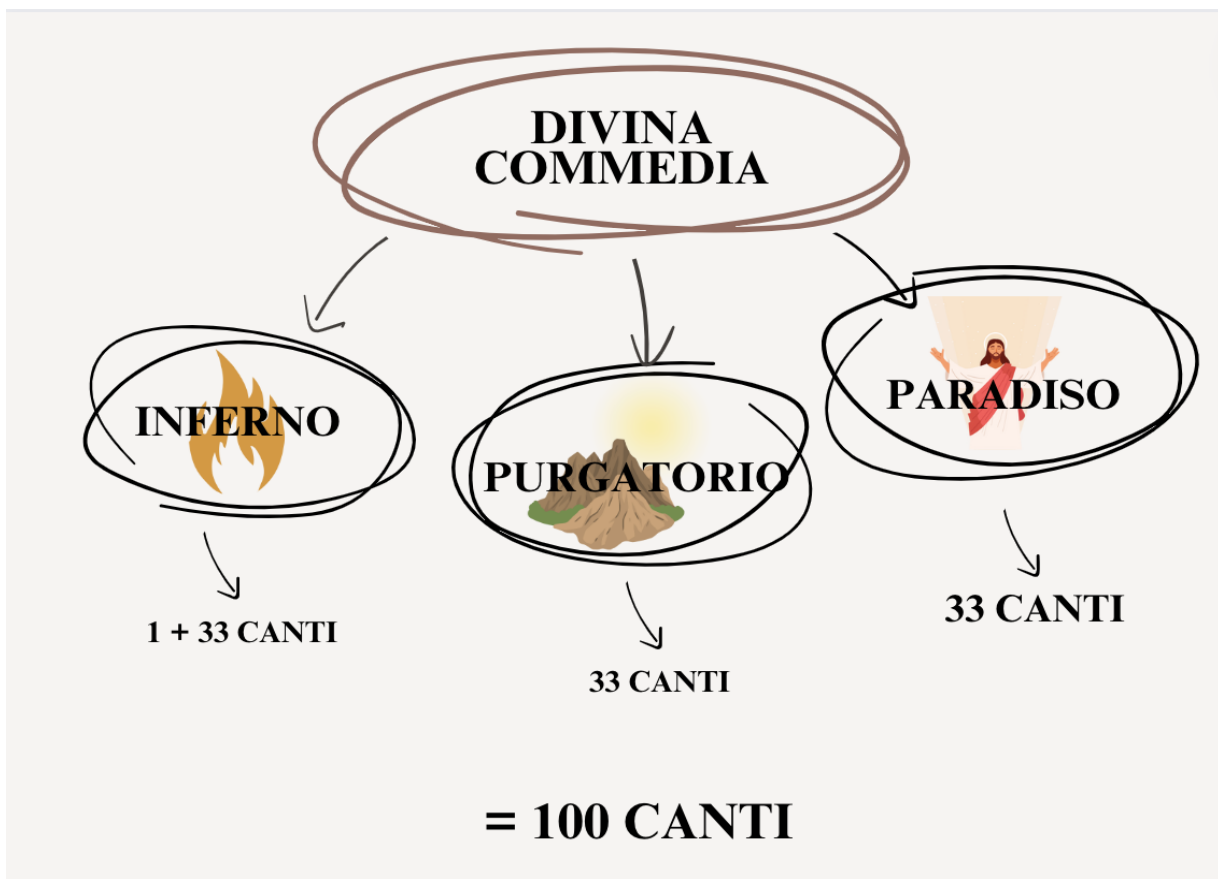 DIVINA
COMMEDIA
INFERNO
PURGATORIO
PARADISO
1 + 33 CANTI
33 CANTI
33 CANTI
= 100 CANTI